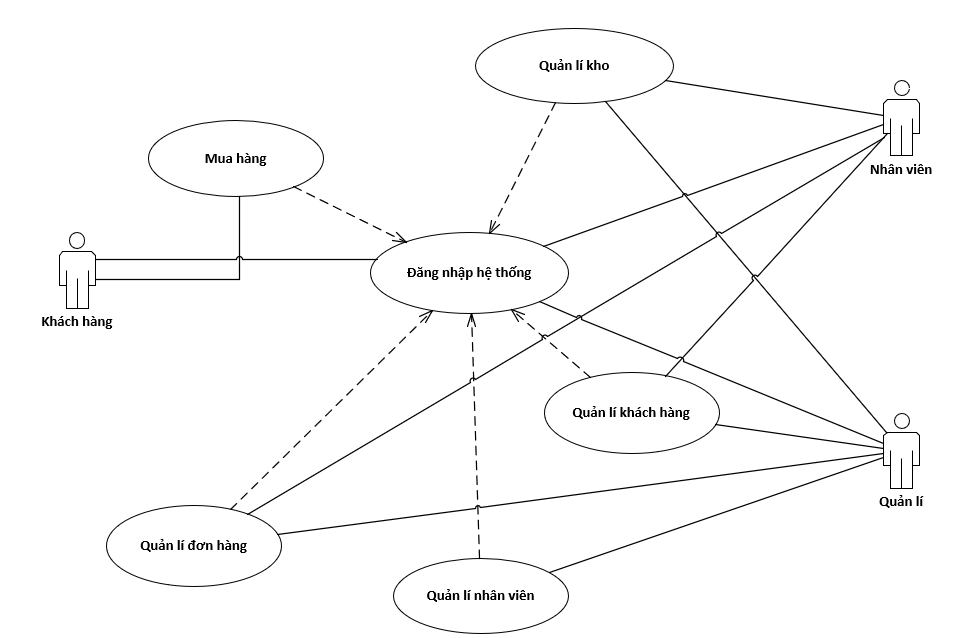 Quản lí kho
Mua hàng
Nhân viên
Đăng nhập hệ thống
Khách hàng
Quản lí khách hàng
Quản lí
Quản lí đơn hàng
Quản lí nhân viên